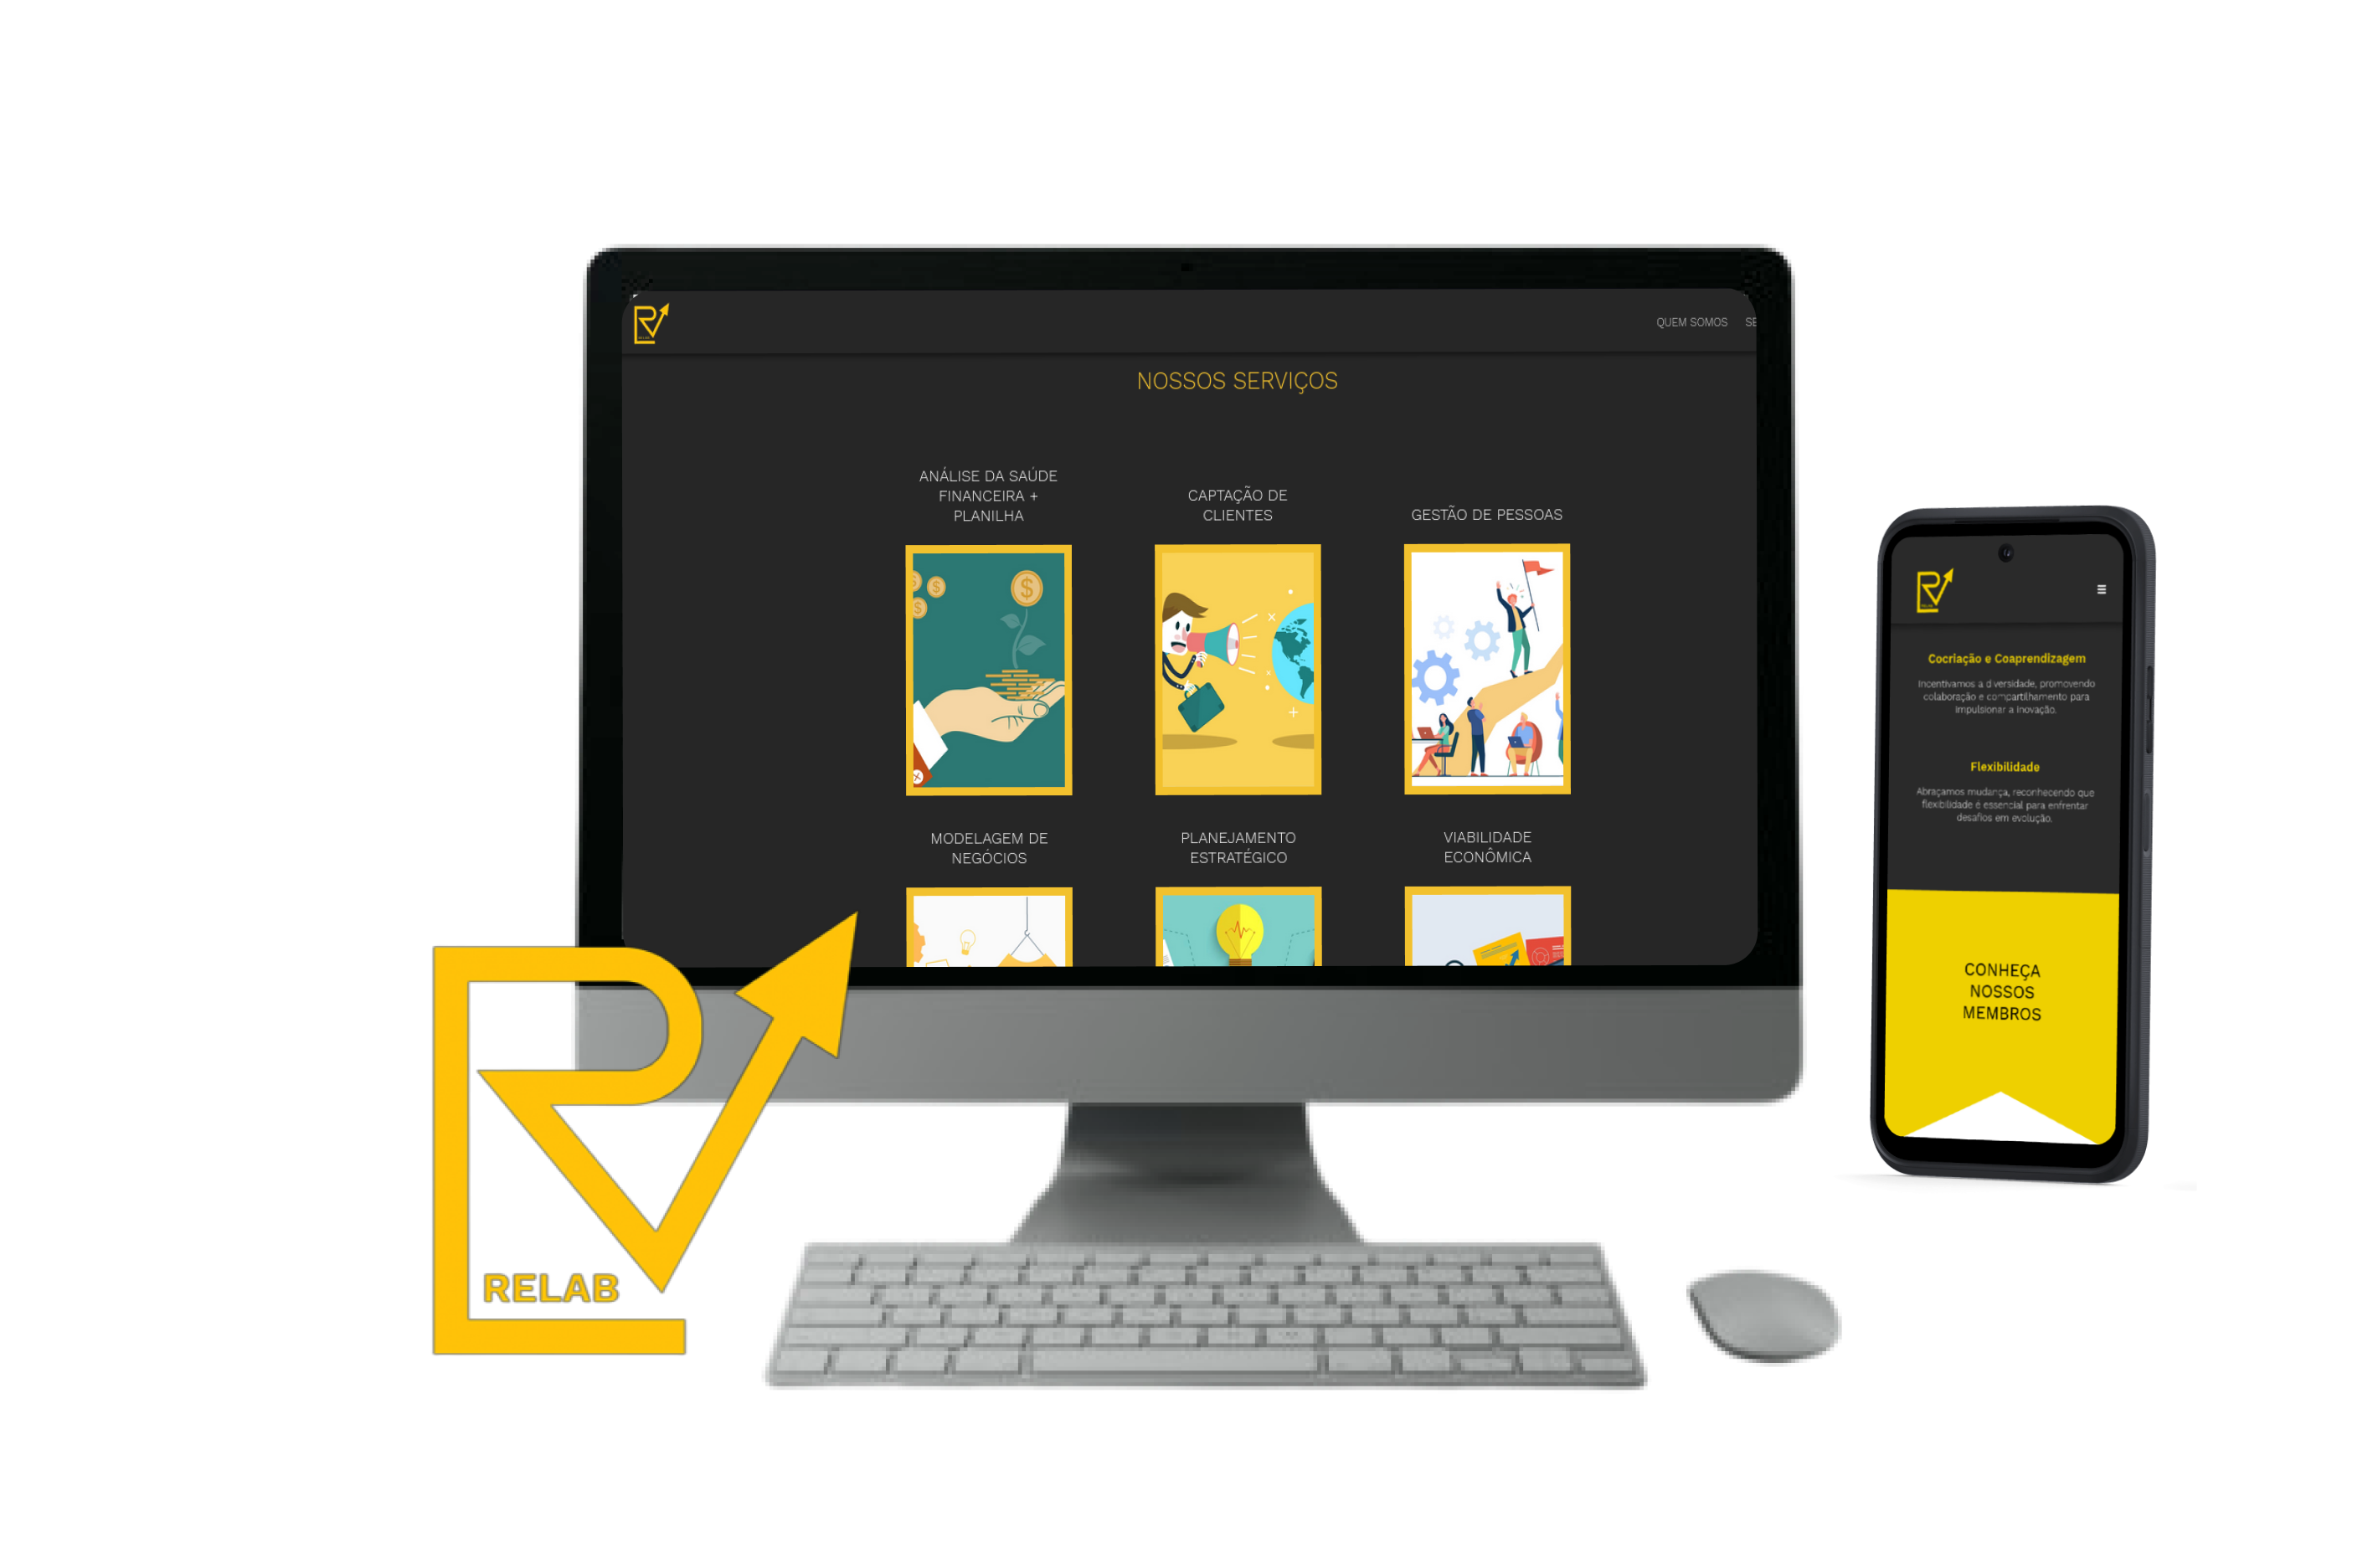 QUEM SOMOS
NOSSOS SERVIÇOS
ANÁLISE DA SAÚDE
FINANCEIRA +
PLANILHA
CAPTAÇÃO DE
CLIENTES
GESTÃO DE PESSOAS
MODELAGEM DE
NEGÓCIOS
PLANEJAMENTO
ESTRATÉGICO
VIABILIDADE
ECONÔMICA
RELAB
Cocriação e Coaprendizagem
Incentivamos a diversidade, promovendo
colaboração e compartilhamento para
impulsionar a inovação.
Flexibilidade
Abraçamos mudança, reconhecendo que
flexibilidade é essencial para enfrentar
desafios em evolução.
CONHEÇA
NOSSOS
MEMBROS